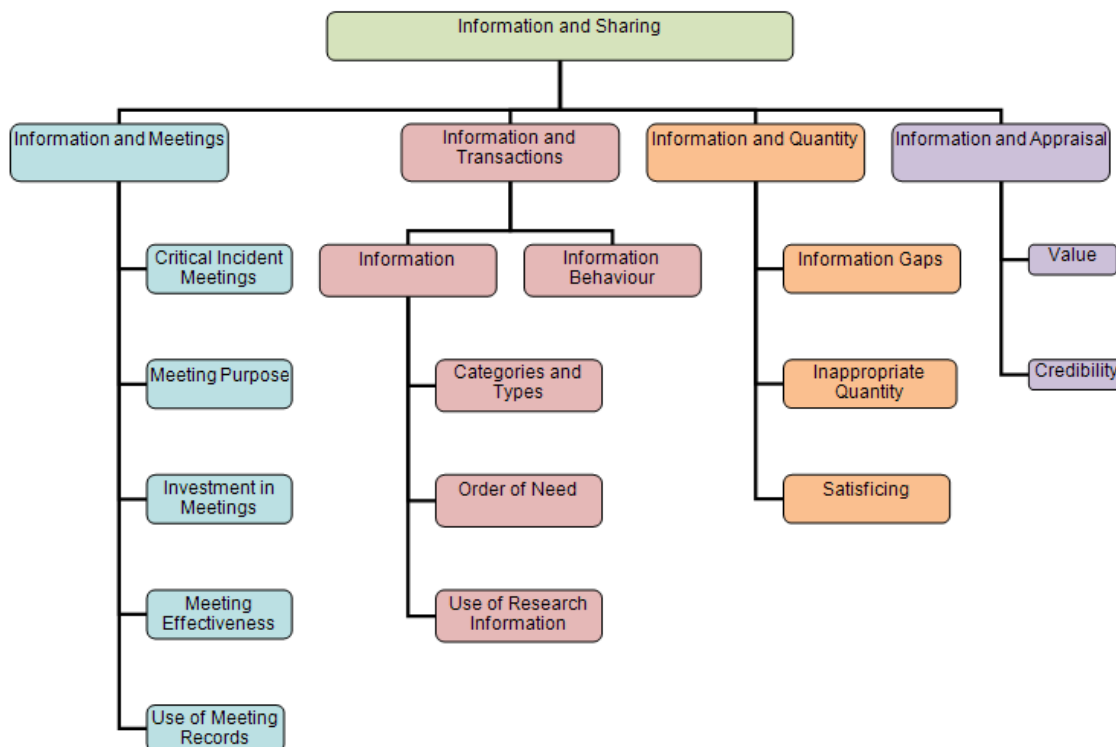 Information and Sharing
Information and Meetings
Information and
Transactions
Information and Quantity
Information and Appraisal
Critical Incident
Meetings
Information
Information
Behaviour
Information Gaps
Value
Meeting Purpose
Categories and
Types
Inappropriate
Quantity
Credibility
Investment in
Meetings
Order of Need
Satisficing
Meeting
Effectiveness
Use of Research
Information
Use of Meeting
Records